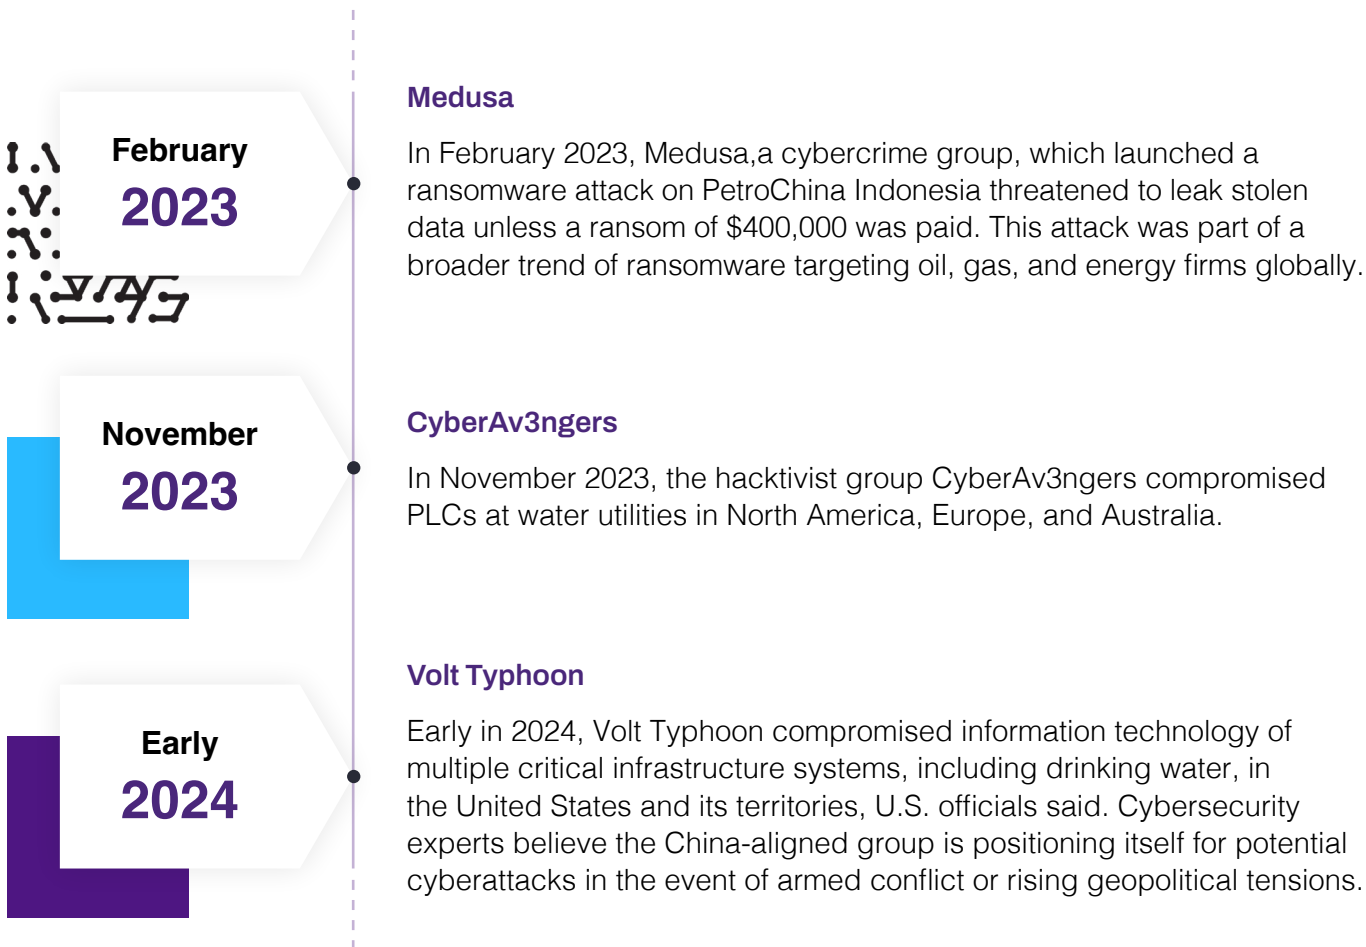 February
2023
Medusa
In February 2023, Medusa,a cybercrime group, which launched a
ransomware attack on PetroChina Indonesia threatened to leak stolen
data unless a ransom of $400,000 was paid. This attack was part of a
broader trend of ransomware targeting oil, gas, and energy firms globally.
November
2023
CyberAv3ngers
In November 2023, the hacktivist group CyberAv3ngers compromised
PLCs at water utilities in North America, Europe, and Australia.
Early
2024
Volt Typhoon
Early in 2024, Volt Typhoon compromised information technology of
multiple critical infrastructure systems, including drinking water, in
the United States and its territories, U.S. officials said. Cybersecurity
experts believe the China-aligned group is positioning itself for potential
cyberattacks in the event of armed conflict or rising geopolitical tensions.